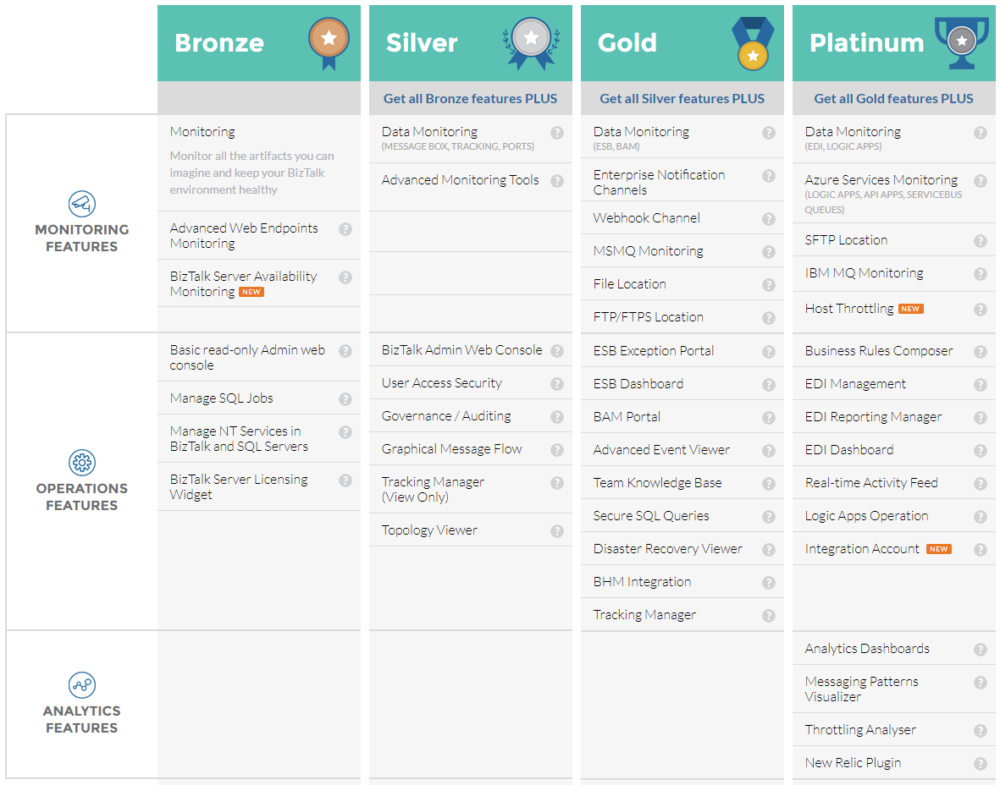 Bronze
Silver
Gold
Platinum
Get all Bronze features PLUS
Get all Silver features PLUS
Get all Gold features PLUS
MONITORING
FEATURES
Monitoring
Monitor all the artifacts you can
imagine and keep your BizTalk
environment healthy
Advanced Web Endpoints
Monitoring
?
BizTalk Server Availability
Monitoring NEW
?
Data Monitoring
(MESSAGE BOX, TRACKING, PORTS)
?
Advanced Monitoring Tools ?
Data Monitoring
(ESB, BAM)
?
Enterprise Notification
Channels
?
Webhook Channel ?
MSMQ Monitoring ?
File Location ?
FTP/FTPS Location ?
Data Monitoring
(EDI, LOGIC APPS)
?
Azure Services Monitoring
(LOGIC APPS, API APPS, SERVICEBUS
QUEUES)
?
SFTP Location ?
IBM MQ Monitoring ?
Host Throttling NEW ?
OPERATIONS
FEATURES
Basic read-only Admin web
console
?
Manage SQL Jobs ?
Manage NT Services in
BizTalk and SQL Servers
?
BizTalk Server Licensing
Widget
?
BizTalk Admin Web Console ?
User Access Security ?
Governance / Auditing ?
Graphical Message Flow ?
Tracking Manager
(View Only)
?
Topology Viewer ?
ESB Exception Portal ?
ESB Dashboard ?
BAM Portal ?
Advanced Event Viewer ?
Team Knowledge Base ?
Secure SQL Queries ?
Disaster Recovery Viewer ?
BHM Integration ?
Tracking Manager ?
Business Rules Composer ?
EDI Management ?
EDI Reporting Manager ?
EDI Dashboard ?
Real-time Activity Feed ?
Logic Apps Operation ?
Integration Account NEW ?
ANALYTICS
FEATURES
Analytics Dashboards ?
Messaging Patterns
Visualizer
?
Throttling Analyser ?
New Relic Plugin ?